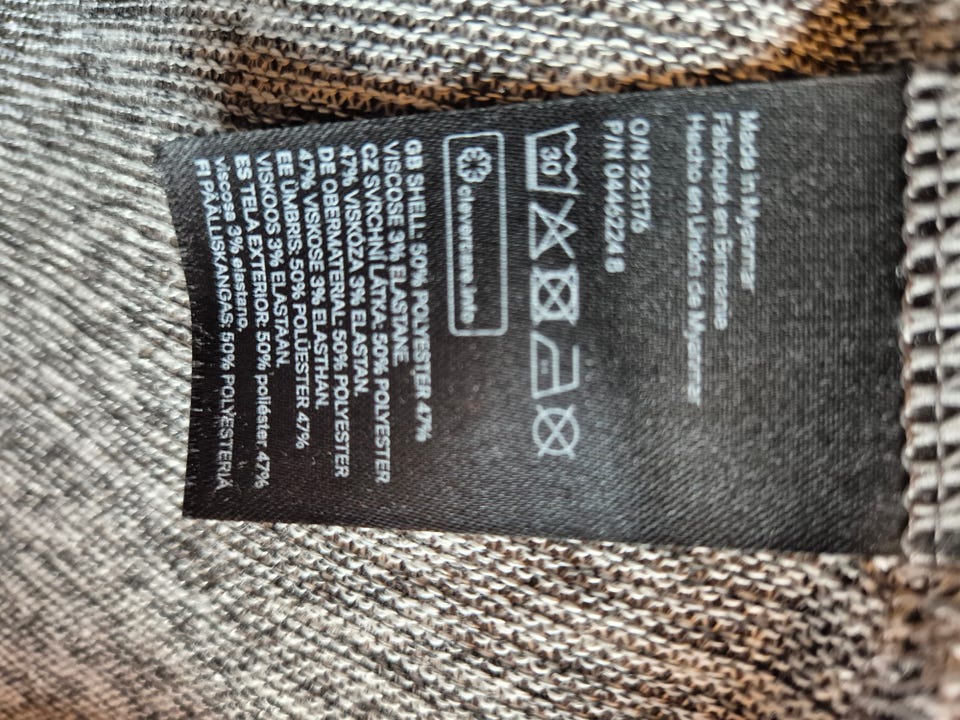 Made in Myanmar
Fabriqué en Birmanie
Hecho en Unión de Myanmar
O/N 321176
P/N 0446224 8
30
clevercare.info
GB SHELL: 50% POLYESTER 47%
VISCOSE 3% ELASTANE.
CZ SVRCHNÍ LÁTKA: 50% POLYESTER
47% VISKÓZA 3% ELASTAN.
DE OBERMATERIAL: 50% POLYESTER
47% VISKOSE 3% ELASTHAN.
EE ÜMBRIS: 50% POLÜESTER 47%
VISKOOS 3% ELASTAAN.
ES TELA EXTERIOR: 50% poliéster 47%
viscosa 3% elastano.
FI PÄÄLLISKANGAS: 50% POLYESTERIÄ